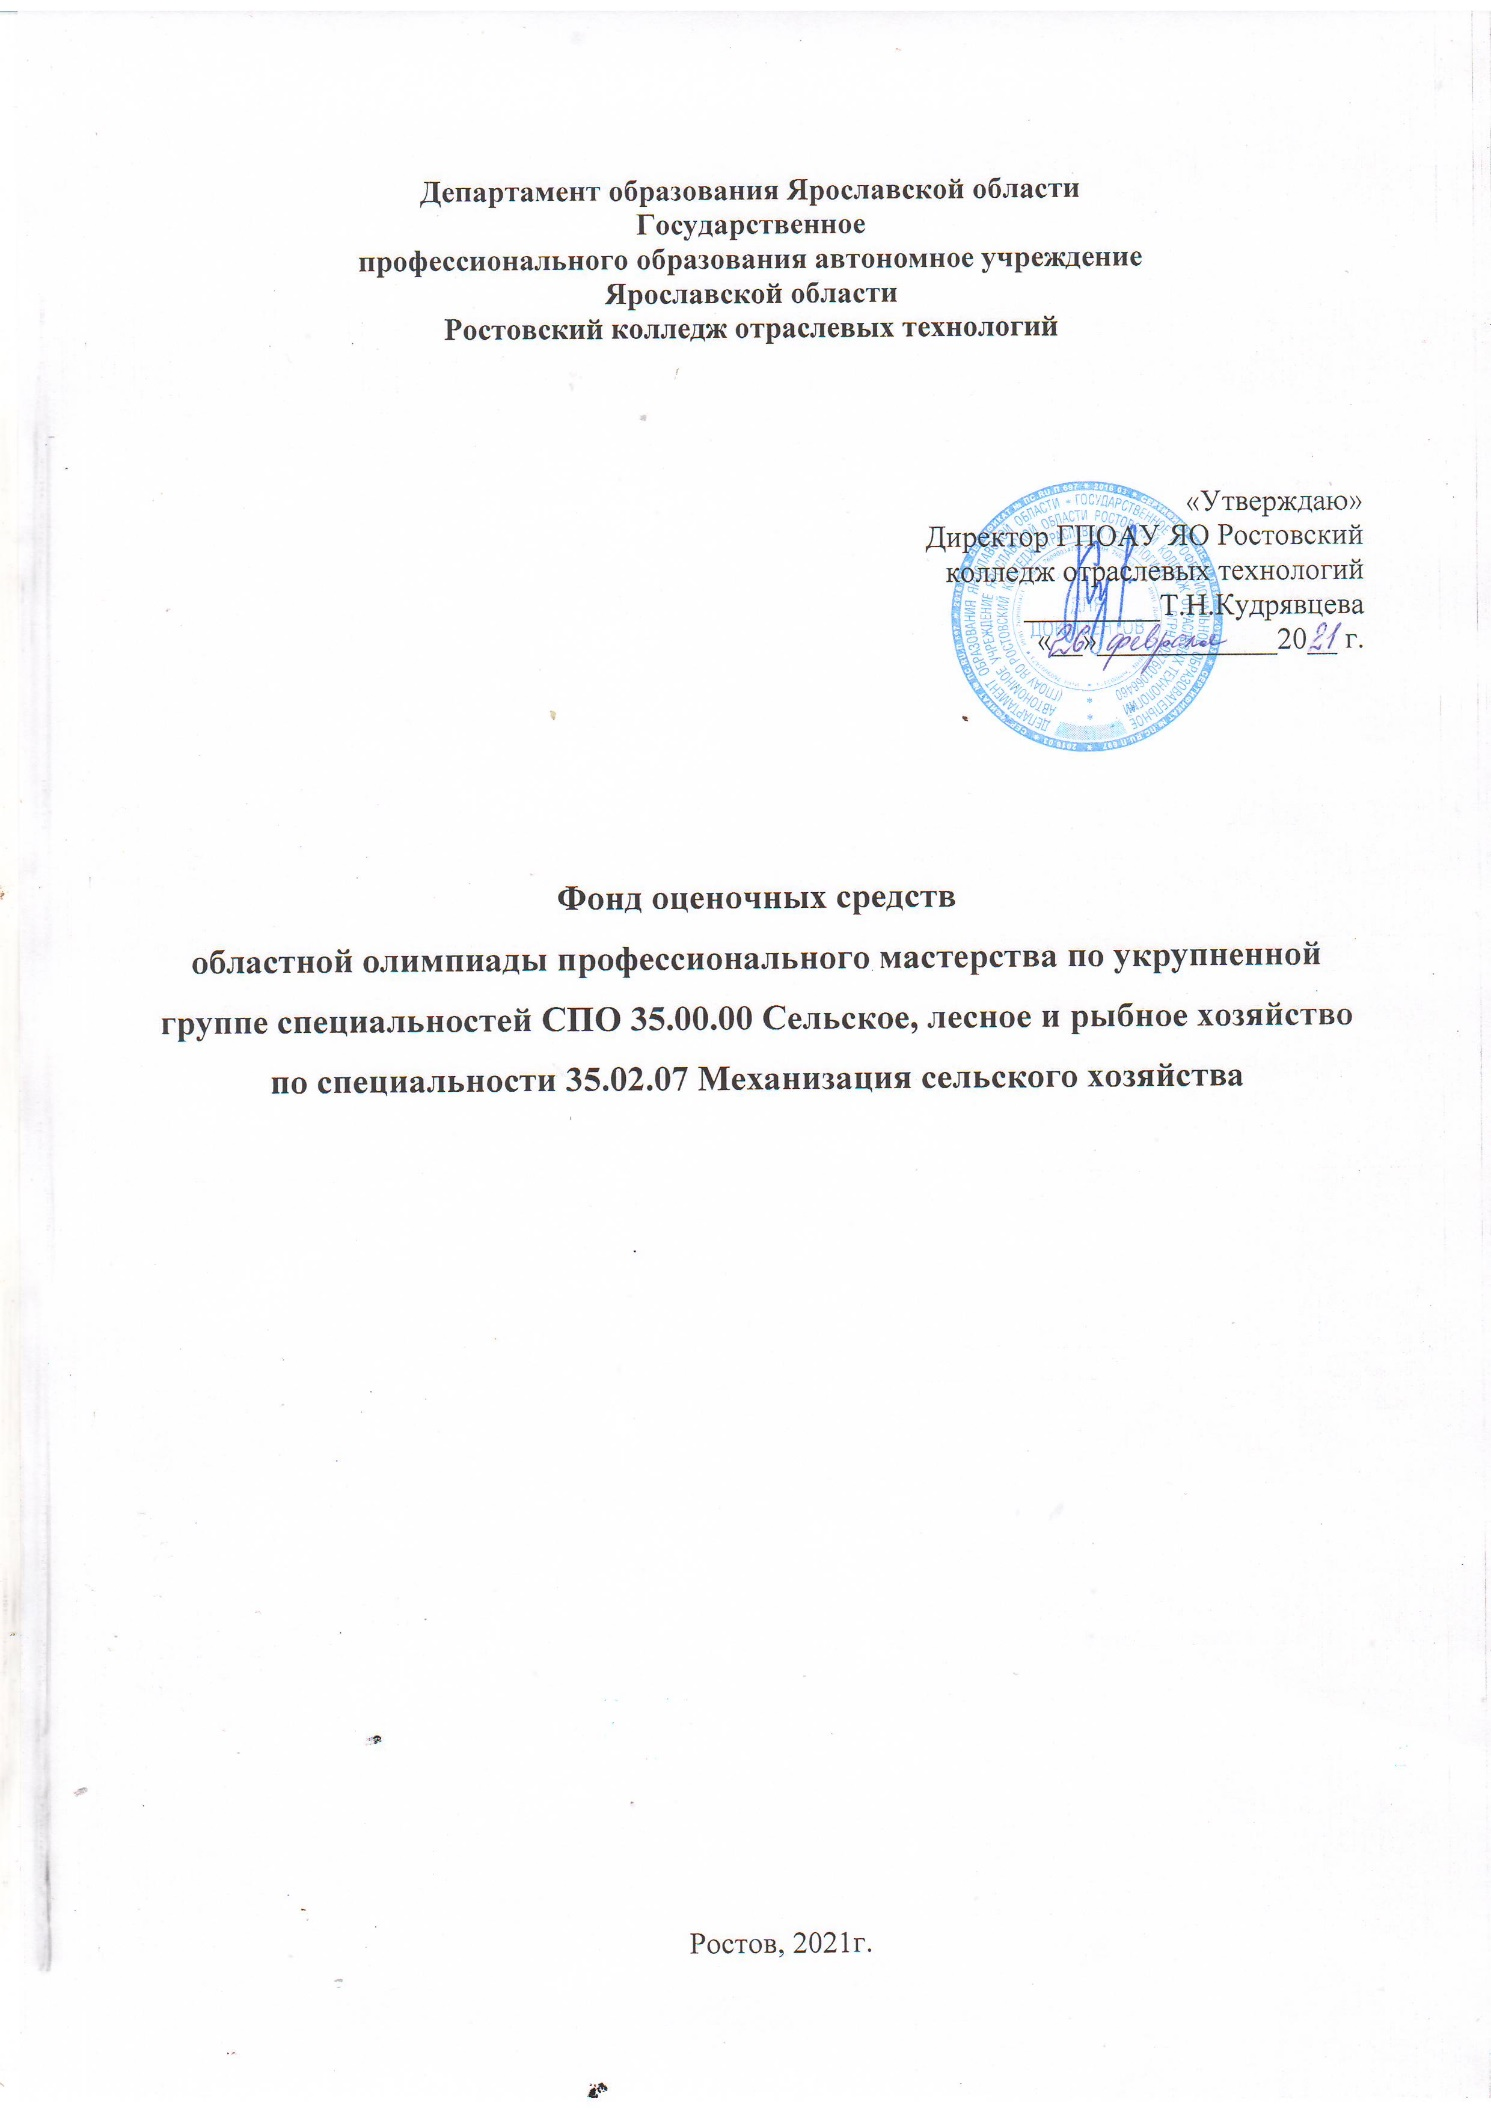 Департамент образования Ярославской области
Государственное
профессионального образования автономное учреждение
Ярославской области
Ростовский колледж отраслевых технологий
«Утверждаю»
Директор ГПОАУ ЯО Ростовский
колледж отраслевых технологий
_________Т.Н.Кудрявцева
«26» февраля 2021 г.
ДОКУМЕНТОВ
Фонд оценочных средств
областной олимпиады профессионального мастерства по укрупненной
группе специальностей СПО 35.00.00 Сельское, лесное и рыбное хозяйство
по специальности 35.02.07 Механизация сельского хозяйства
Ростов, 2021г.